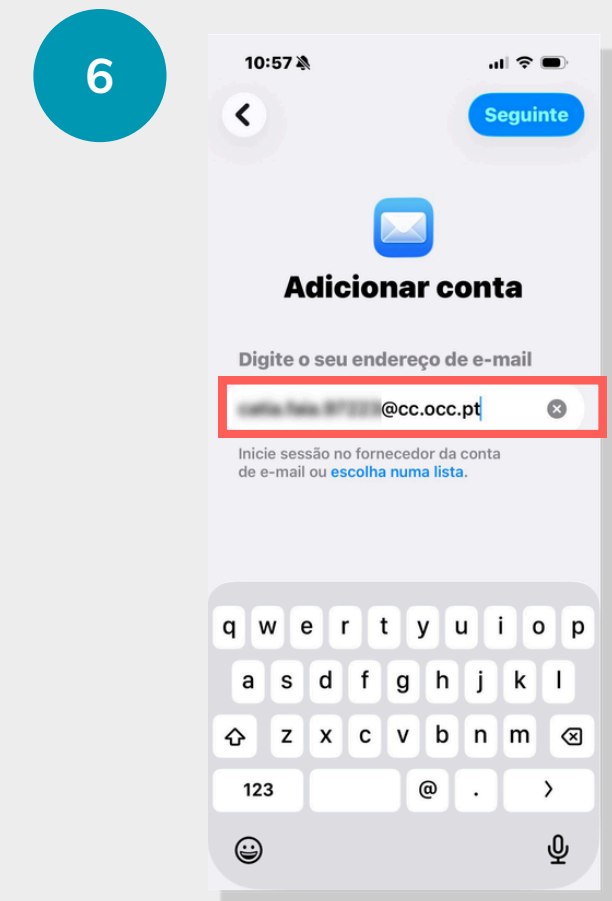 6
10:57
Seguinte
Adicionar conta
Digite o seu endereço de e-mail
@cc.occ.pt
Inicie sessão no fornecedor da conta
de e-mail ou escolha numa lista.
q w e r t y u i o p
a s d f g h j k l
z x c v b n m
123 @ .